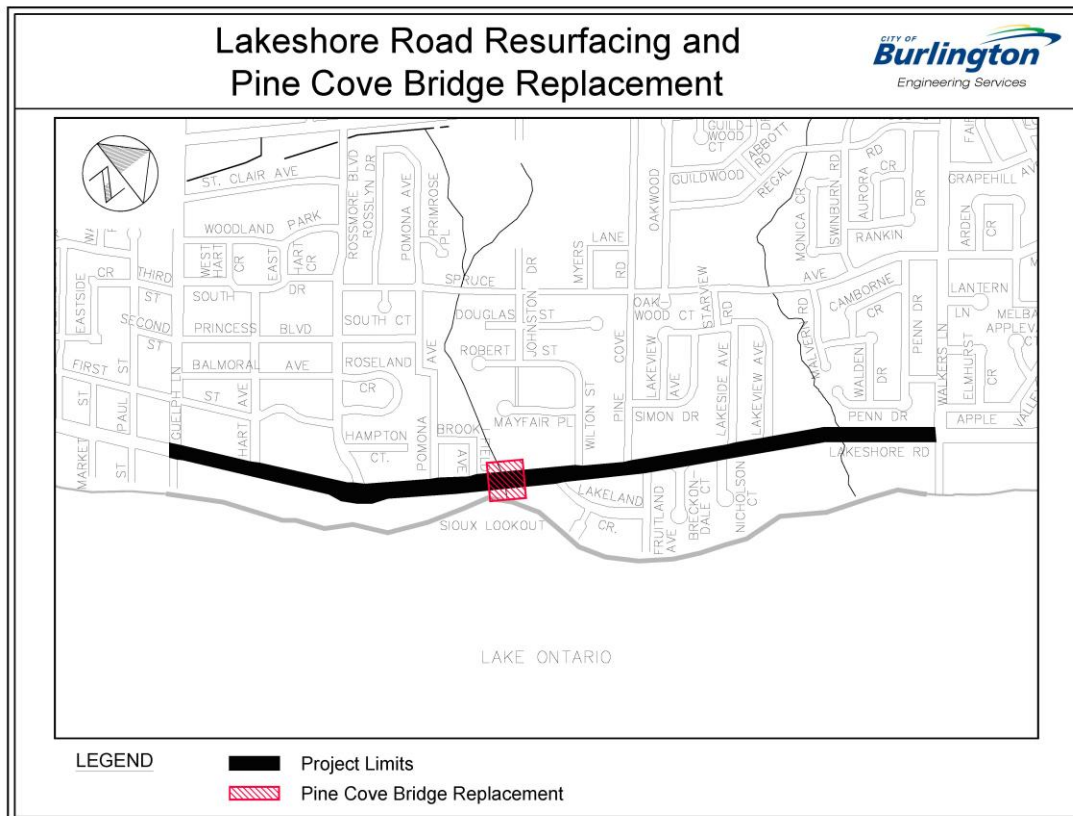 Lakeshore Road Resurfacing and
Pine Cove Bridge Replacement
CITY OF
Burlington
Engineering Services
N
ST. CLAIR AVE
WOODLAND PARK
WEST HART CR
EAST HART CR
ROSSMORE BLVD
ROSSLYN DR
POMONA AVE
PRIMROSE PL
SPRUCE AVE
JOHNSTON DR
MYERS LANE
OAKWOOD RD
GUILD-
WOOD
CT
GUILDWOOD
ABBOTT
RD
REGAL RD
MONICA CR
SWINBURN RD
AURORA CR
RANKIN DR
FAIR
GRAPEHILL AV
ARDEN CR
EASTSIDE CR
THIRD ST
SECOND ST
FIRST ST
SOUTH DR
PRINCESS BLVD
BALMORAL AVE
SOUTH CT
ROSELAND CR
DOUGLAS ST
ROBERT ST
MAYFAIR PL
WILTON ST
PINE COVE
OAK-
WOOD CT
STARVIEW RD
LAKEVIEW AVE
SIMON DR
LAKESIDE AVE
LAKEVIEW AVE
MALVERN RD
CAMBORNE CR
WALDEN DR
PENN DR
PENN DR
WALKERS LN
LANTERN LN
ELMHURST CR
MELBA
APPLEV
CT
APPLE
VALLE
MARKET ST
PAUL ST
GUELPH LN
HART AVE
HAMPTON
CT.
POMONA AVE
BROOK-
FIELD
AVE
LAKESHORE RD
SIOUX LOOKOUT
LAKELAND
CR.
FRUITLAND AVE
BRECKON-
DALE CT
NICHOLSON CT
LAKE ONTARIO
LEGEND
Project Limits
Pine Cove Bridge Replacement